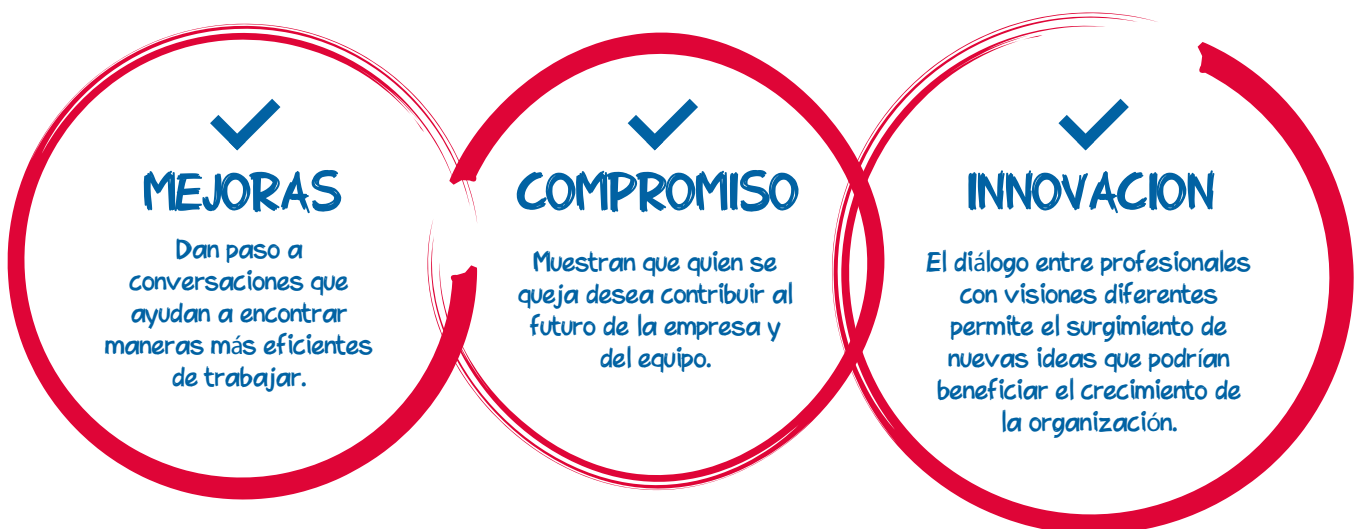 MEJORAS
Dan paso a
conversaciones que
ayudan a encontrar
maneras más eficientes
de trabajar.
COMPROMISO
Muestran que quien se
queja desea contribuir al
futuro de la empresa y
del equipo.
INNOVACION
El diálogo entre profesionales
con visiones diferentes
permite el surgimiento de
nuevas ideas que podrían
beneficiar el crecimiento de
la organización.